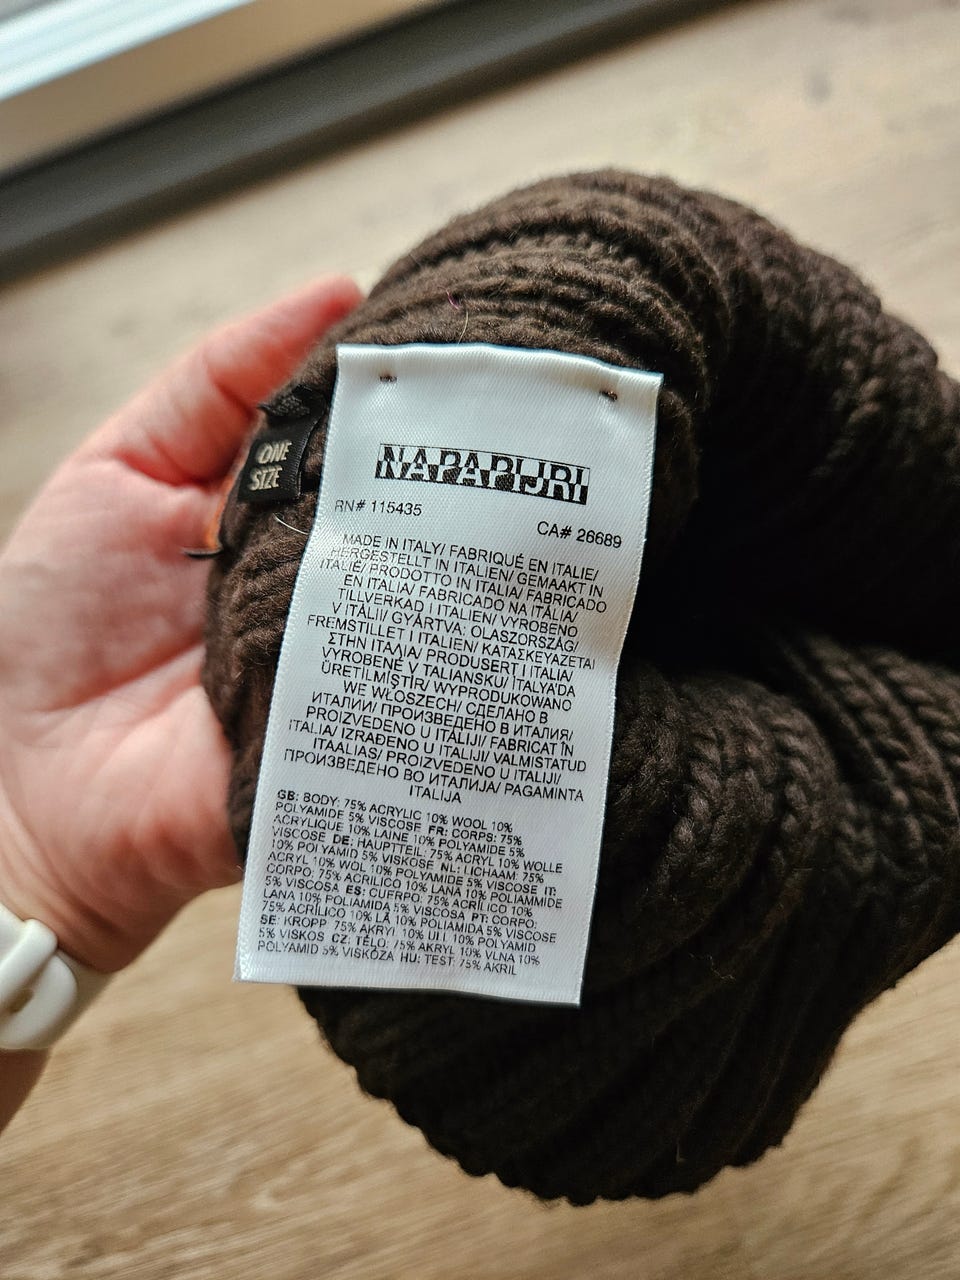 ONE
SIZE
NAPAPIJRI
RN# 115435
CA# 26689
MADE IN ITALY/ FABRIQUÉ EN ITALIE/
HERGESTELLT IN ITALIEN/ GEMAAKT IN
ITALIË/ PRODOTTO IN ITALIA/ FABRICADO
EN ITALIA/ FABRICADO NA ITÁLIA/
TILLVERKAD I ITALIEN/ VYROBENO
V ITÁLII/ GYÁRTVA: OLASZORSZÁG/
FREMSTILLET I ITALIEN/ ΚΑΤΑΣΚΕΥΑΖΕΤΑΙ
ΣΤΗΝ ΙΤΑΛΙΑ/ PRODUSERT I ITALIA/
VYROBENÉ V TALIANSKU/ İTALYA'DA
ÜRETİLMİŞTİR/ WYPRODUKOWANO
WE WŁOSZECH/ СДЕЛАНО В
ИТАЛИИ/ ПРОИЗВЕДЕНО В ИТАЛИЯ/
PROIZVEDENO U ITALIJI/ FABRICAT ÎN
ITALIA/ IZRAĐENO U ITALIJI/ VALMISTATUD
ITAALIAS/ PROIZVEDENO U ITALIJI/
ПРОИЗВЕДЕНО ВО ИТАЛИЈА/ PAGAMINTA
ITALIJA
GB: BODY: 75% ACRYLIC 10% WOOL 10%
POLYAMIDE 5% VISCOSE FR: CORPS: 75%
ACRYLIQUE 10% LAINE 10% POLYAMIDE 5%
VISCOSE DE: HAUPTTEIL: 75% ACRYL 10% WOLLE
10% POLYAMID 5% VISKOSE NL: LICHAAM: 75%
ACRYL 10% WOL 10% POLYAMIDE 5% VISCOSE IT:
CORPO: 75% ACRILICO 10% LANA 10% POLIAMMIDE
5% VISCOSA ES: CUERPO: 75% ACRÍLICO 10%
LANA 10% POLIAMIDA 5% VISCOSA PT: CORPO:
75% ACRÍLICO 10% LÃ 10% POLIAMIDA 5% VISCOSE
SE: KROPP: 75% AKRYL 10% ULL 10% POLYAMID
5% VISKOS CZ: TĚLO: 75% AKRYL 10% VLNA 10%
POLYAMID 5% VISKÓZA HU: TEST: 75% AKRIL